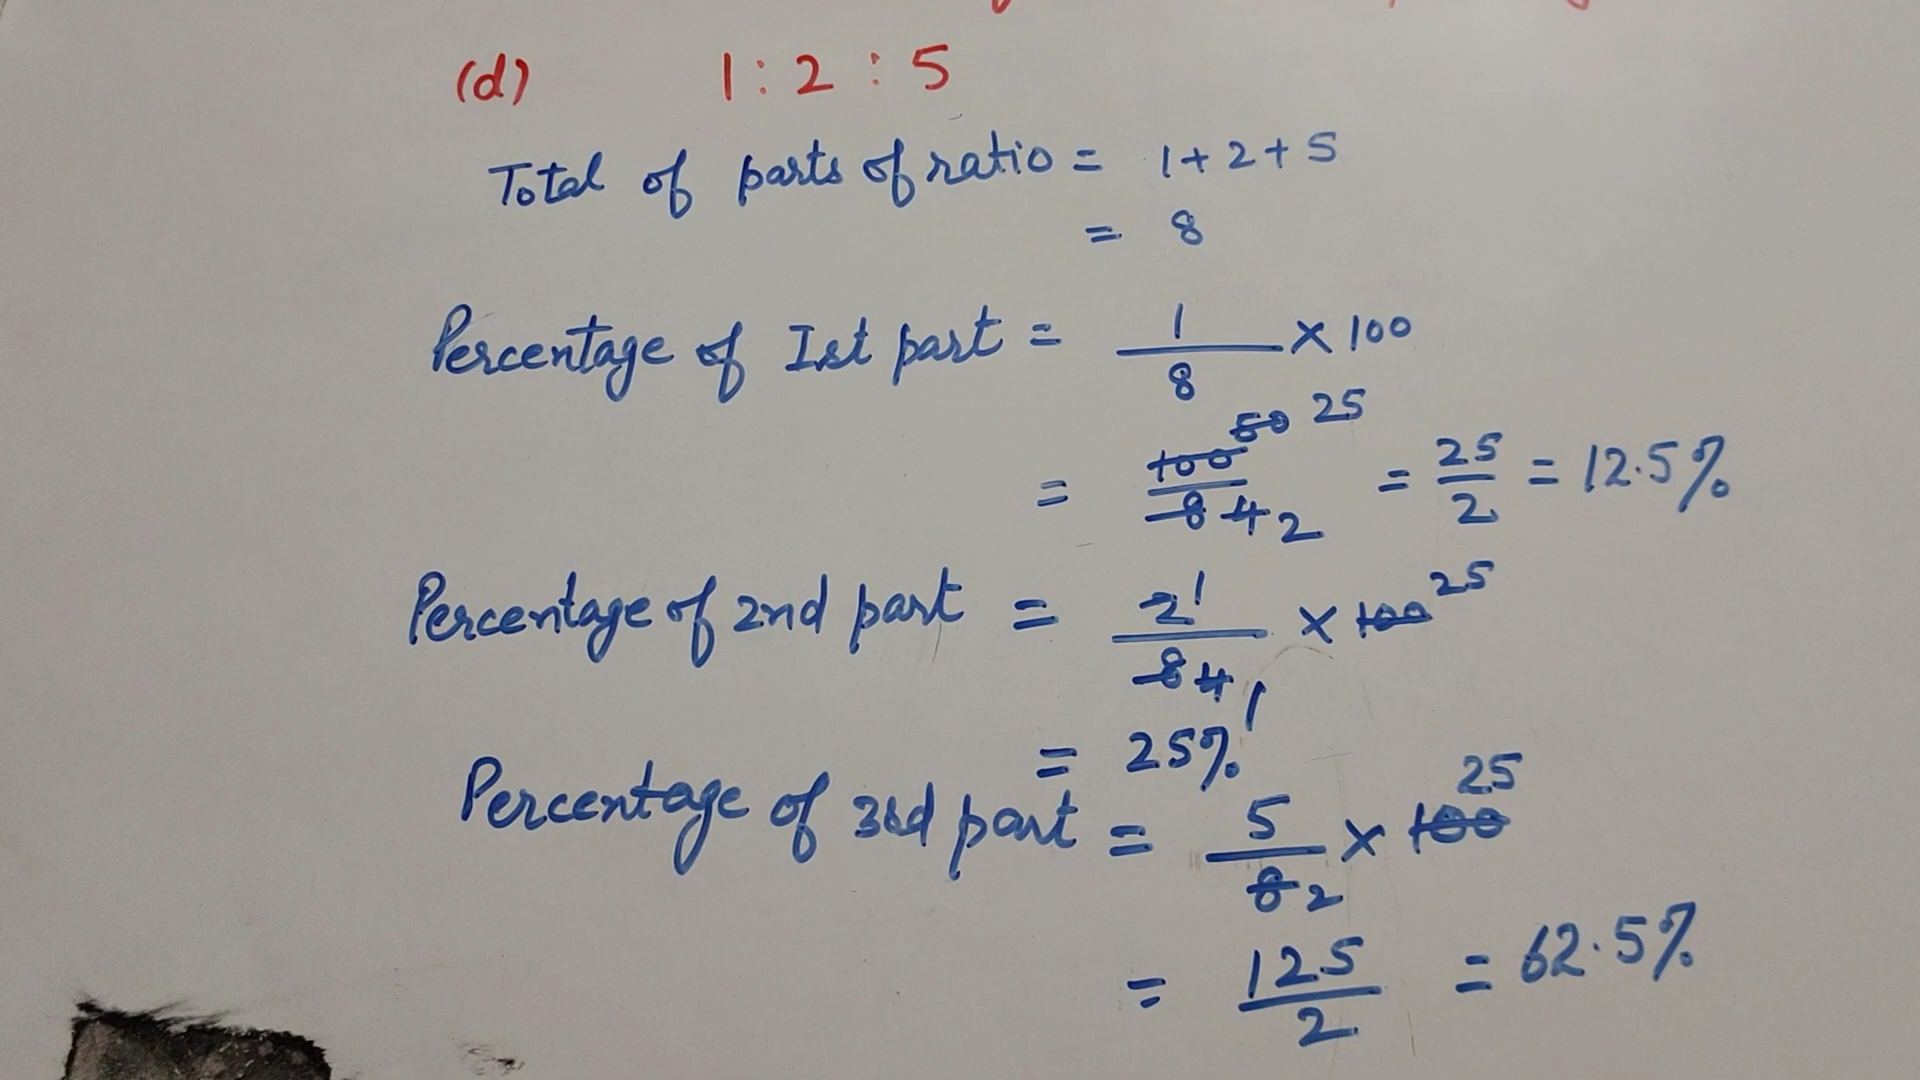 (d) 1 : 2 : 5
Total of parts of ratio = 1 + 2 + 5
= 8
Percentage of Ist part = 1/8 × 100
= 100 50 25 / 8 4 2 = 25/2 = 12.5%
Percentage of 2nd part = 2 1 / 8 4 1 × 100 25
= 25%
Percentage of 3rd part = 5 / 8 2 × 100 25
= 125/2 = 62.5%